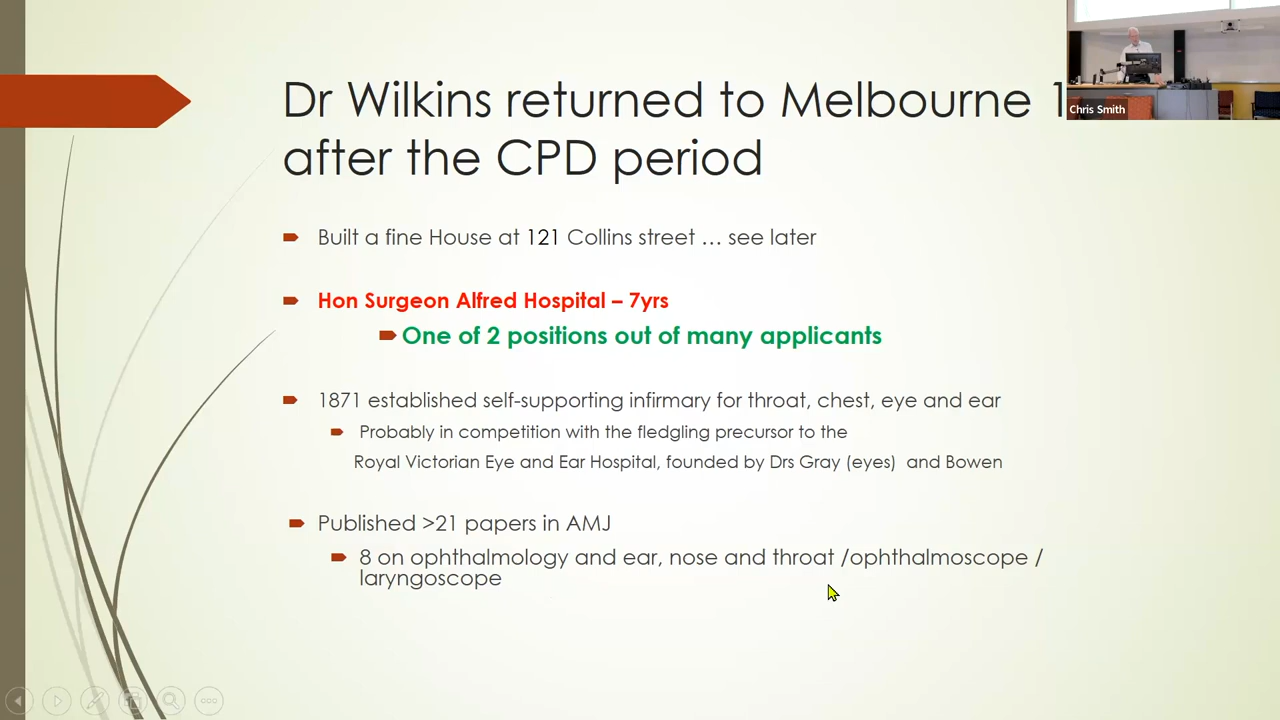 Dr Wilkins returned to Melbourne 1
after the CPD period
Chris Smith
Built a fine House at 121 Collins street … see later
Hon Surgeon Alfred Hospital – 7yrs
One of 2 positions out of many applicants
1871 established self-supporting infirmary for throat, chest, eye and ear
Probably in competition with the fledgling precursor to the
Royal Victorian Eye and Ear Hospital, founded by Drs Gray (eyes) and Bowen
Published >21 papers in AMJ
8 on ophthalmology and ear, nose and throat /ophthalmoscope /
laryngoscope